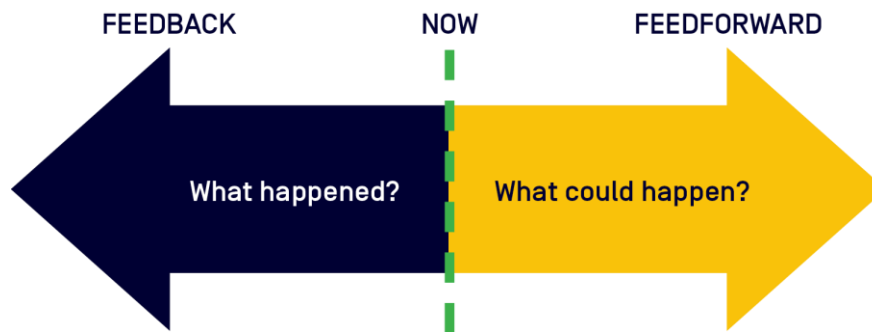 FEEDBACK NOW FEEDFORWARD
What happened? What could happen?